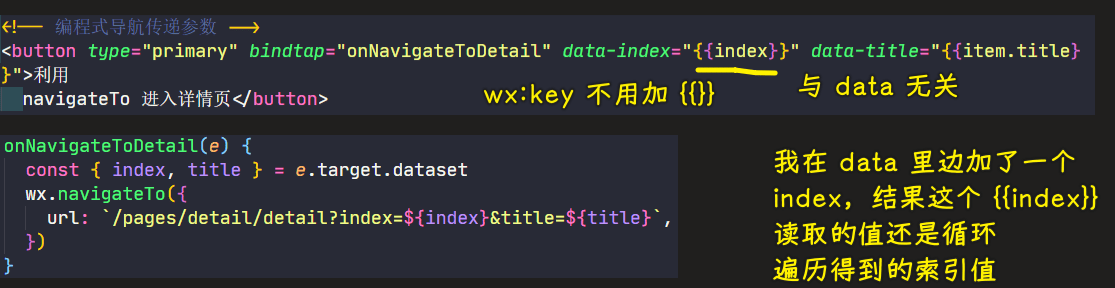 <!-- 编程式导航传递参数 -->
<button type="primary" bindtap="onNavigateToDetail" data-index="{{index}}" data-title="{{item.title}
}">利用
navigateTo 进入详情页</button>
wx:key 不用加 {{}}
与 data 无关
onNavigateToDetail(e) {
const { index, title } = e.target.dataset
wx.navigateTo({
url: `/pages/detail/detail?index=${index}&title=${title}`,
})
}
我在 data 里边加了一个
index，结果这个 {{index}}
读取的值还是循环
遍历得到的索引值